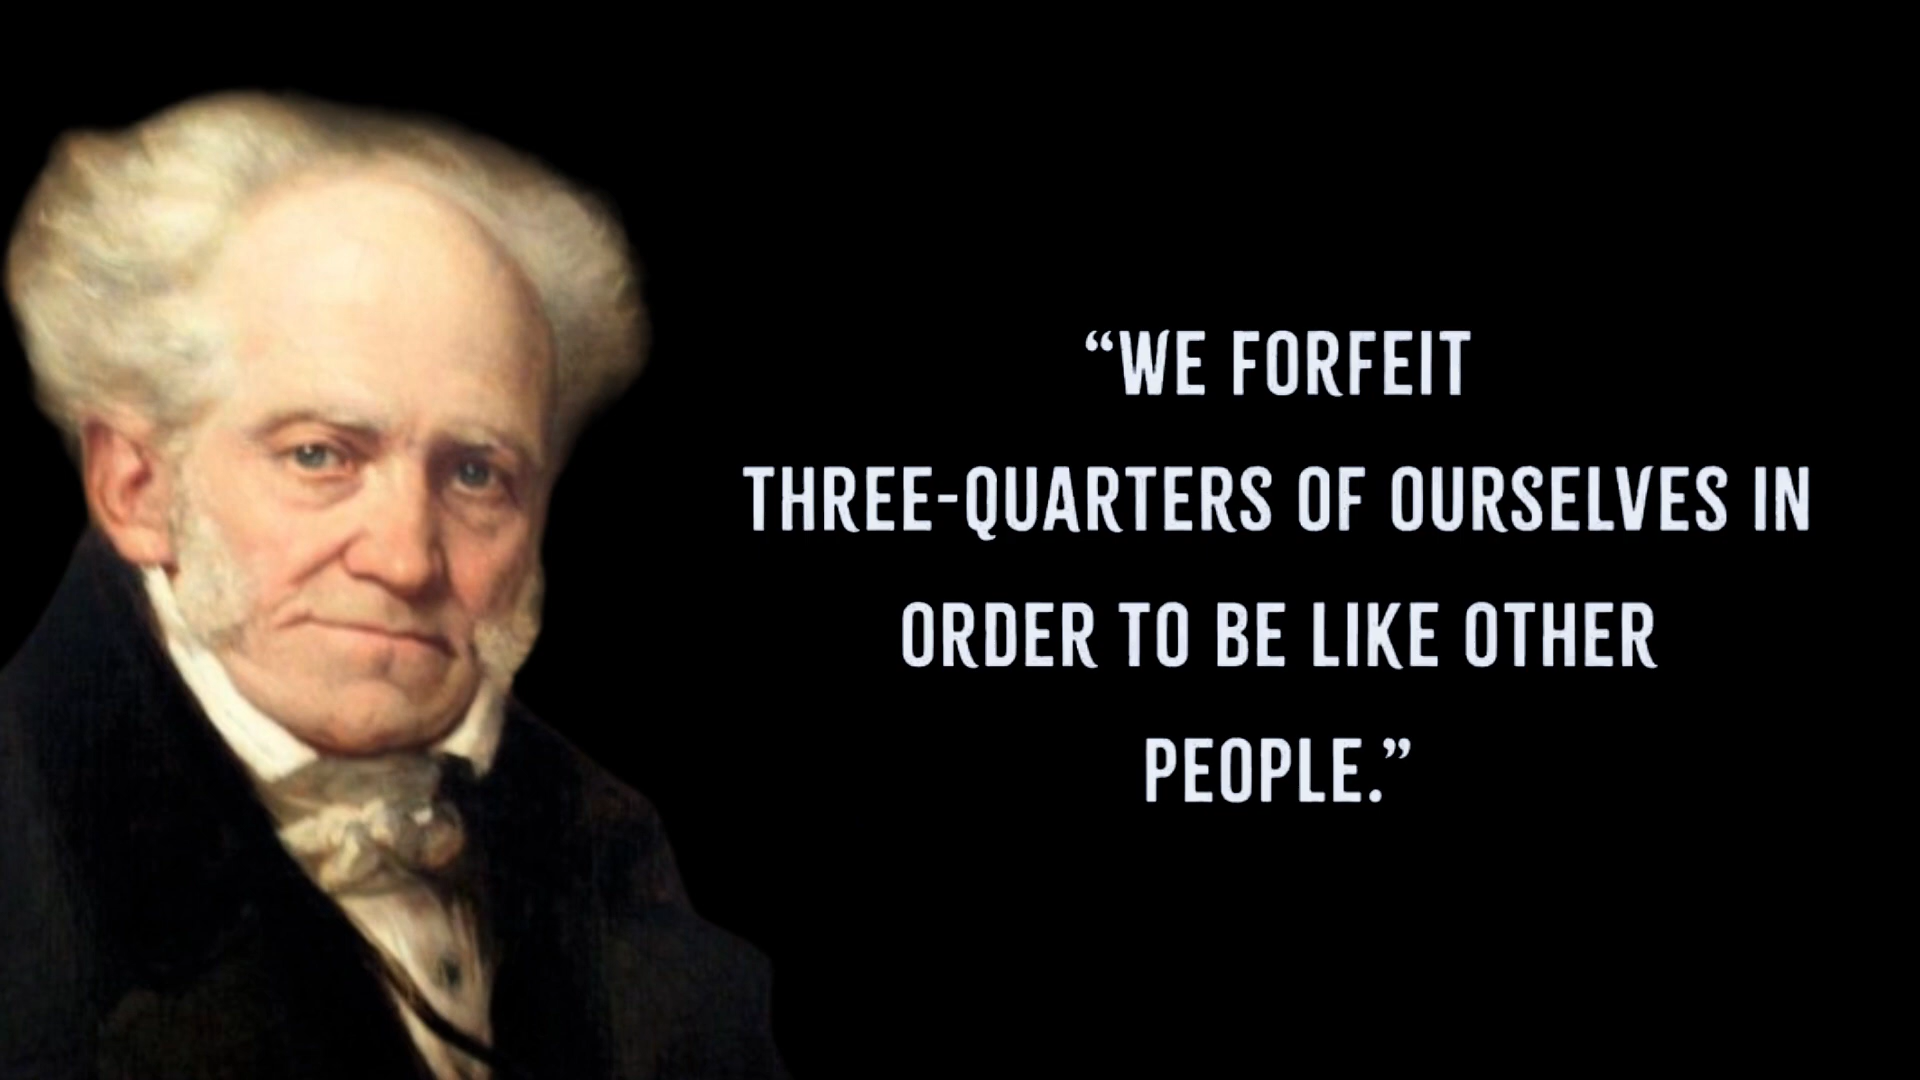 “WE FORFEIT
THREE-QUARTERS OF OURSELVES IN
ORDER TO BE LIKE OTHER
PEOPLE.”